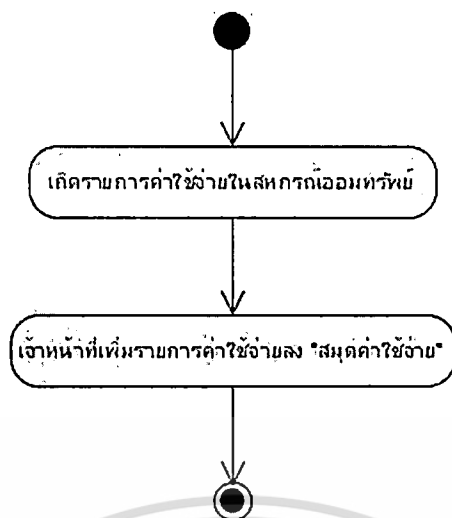 เกิดรายการค่าใช้จ่ายในสหกรณ์ออมทรัพย์
เจ้าหน้าที่เพิ่มรายการค่าใช้จ่ายลง "สมุดค่าใช้จ่าย"